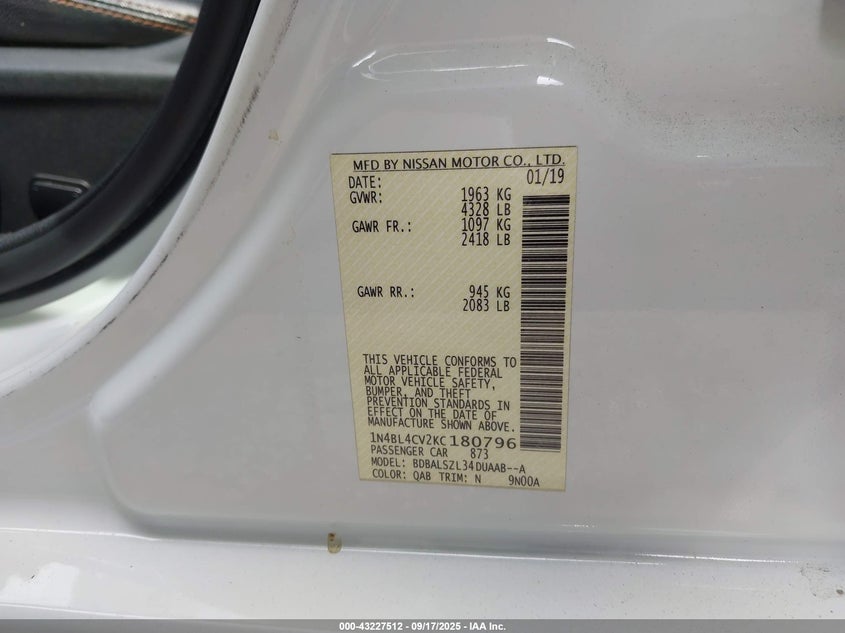 MFD BY NISSAN MOTOR CO., LTD.
DATE: 01/19
GVWR: 1963 KG
4328 LB
GAWR FR.: 1097 KG
2418 LB
GAWR RR.: 945 KG
2083 LB
THIS VEHICLE CONFORMS TO
ALL APPLICABLE FEDERAL
MOTOR VEHICLE SAFETY,
BUMPER, AND THEFT
PREVENTION STANDARDS IN
EFFECT ON THE DATE OF
MANUFACTURE SHOWN ABOVE.
1N4BL4CV2KC180796
PASSENGER CAR 873
MODEL: BDBALSZL34DUAAB--A
COLOR: QAB TRIM: N 9N00A
000-43227512 - 09/17/2025 - IAA Inc.